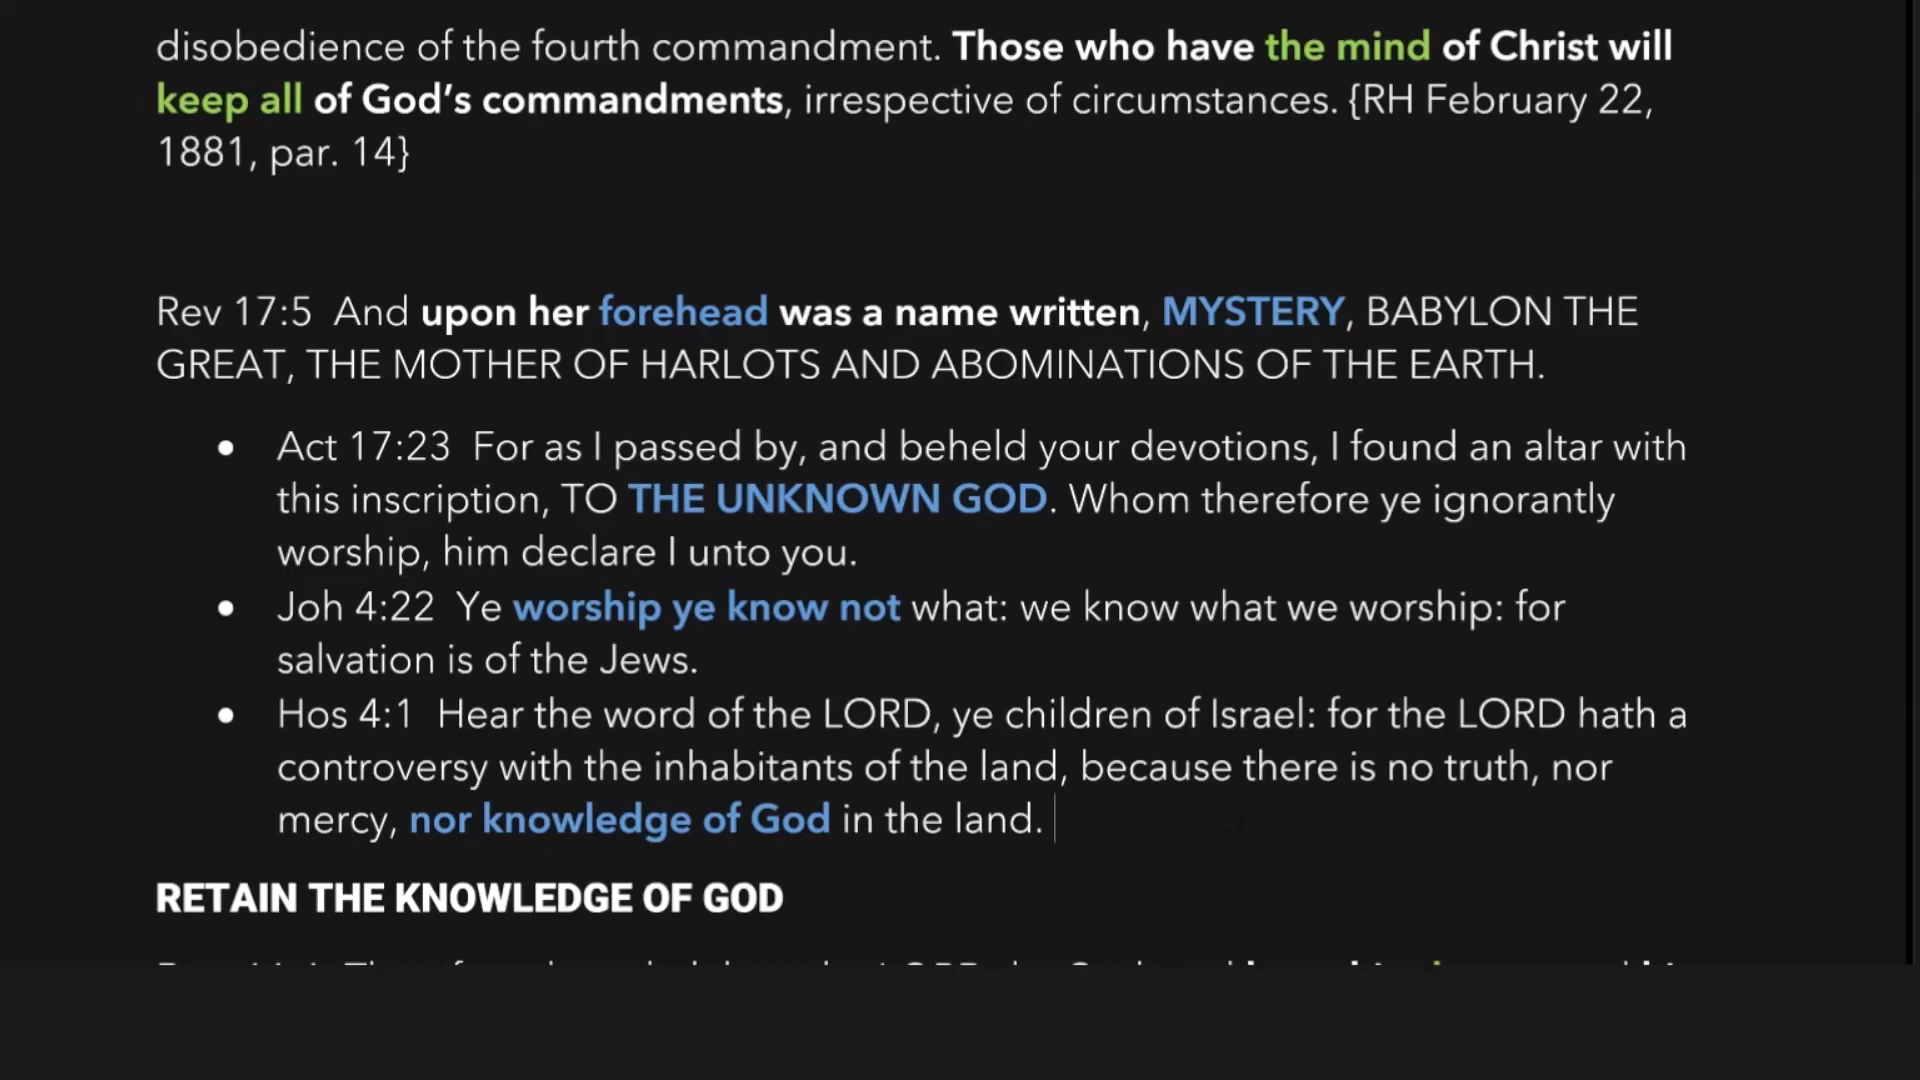 disobedience of the fourth commandment. Those who have the mind of Christ will
keep all of God's commandments, irrespective of circumstances. {RH February 22,
1881, par. 14}
Rev 17:5  And upon her forehead was a name written, MYSTERY, BABYLON THE
GREAT, THE MOTHER OF HARLOTS AND ABOMINATIONS OF THE EARTH.
• Act 17:23  For as I passed by, and beheld your devotions, I found an altar with
this inscription, TO THE UNKNOWN GOD. Whom therefore ye ignorantly
worship, him declare I unto you.
• Joh 4:22  Ye worship ye know not what: we know what we worship: for
salvation is of the Jews.
• Hos 4:1  Hear the word of the LORD, ye children of Israel: for the LORD hath a
controversy with the inhabitants of the land, because there is no truth, nor
mercy, nor knowledge of God in the land.
RETAIN THE KNOWLEDGE OF GOD